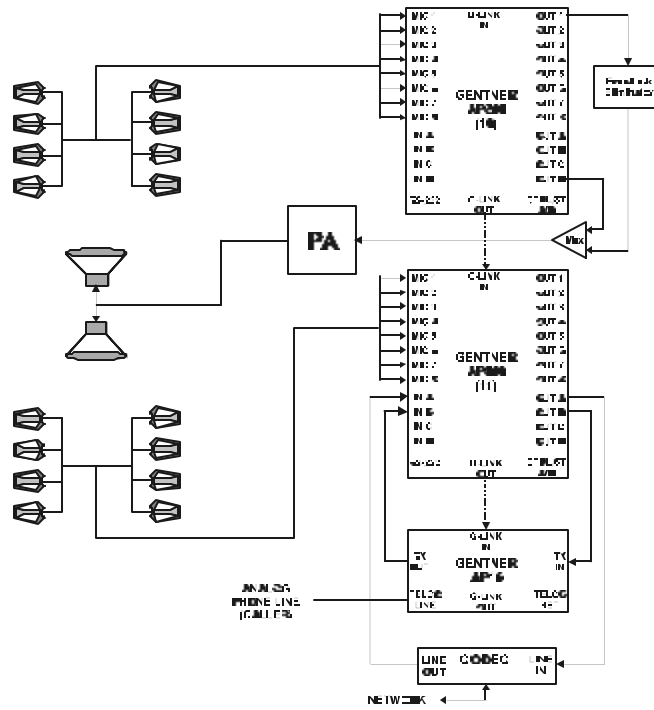 MIC 1
MIC 2
MIC 3
MIC 4
MIC 5
MIC 6
MIC 7
MIC 8
IN A
IN B
IN C
IN D
RS-232
G-LINK
IN
GENTNER
AP800
(10)
G-LINK
OUT
OUT 1
OUT 2
OUT 3
OUT 4
OUT 5
OUT 6
OUT 7
OUT 8
OUT A
OUT B
OUT C
OUT D
PA
Mix
MIC 1
MIC 2
MIC 3
MIC 4
MIC 5
MIC 6
MIC 7
MIC 8
IN A
IN B
IN C
IN D
RS-232
G-LINK
IN
GENTNER
AP800
(11)
G-LINK
OUT
OUT 1
OUT 2
OUT 3
OUT 4
OUT 5
OUT 6
OUT 7
OUT 8
OUT A
OUT B
OUT C
OUT D
G-LINK
IN
OUT
GENTNER
TX
IN
TELCO
LINE
G-LINK
OUT
TELCO
SET
ANALOG
PHONE LINE
(CALLER)
LINE
OUT
CODEC
LINE
IN
NETWORK